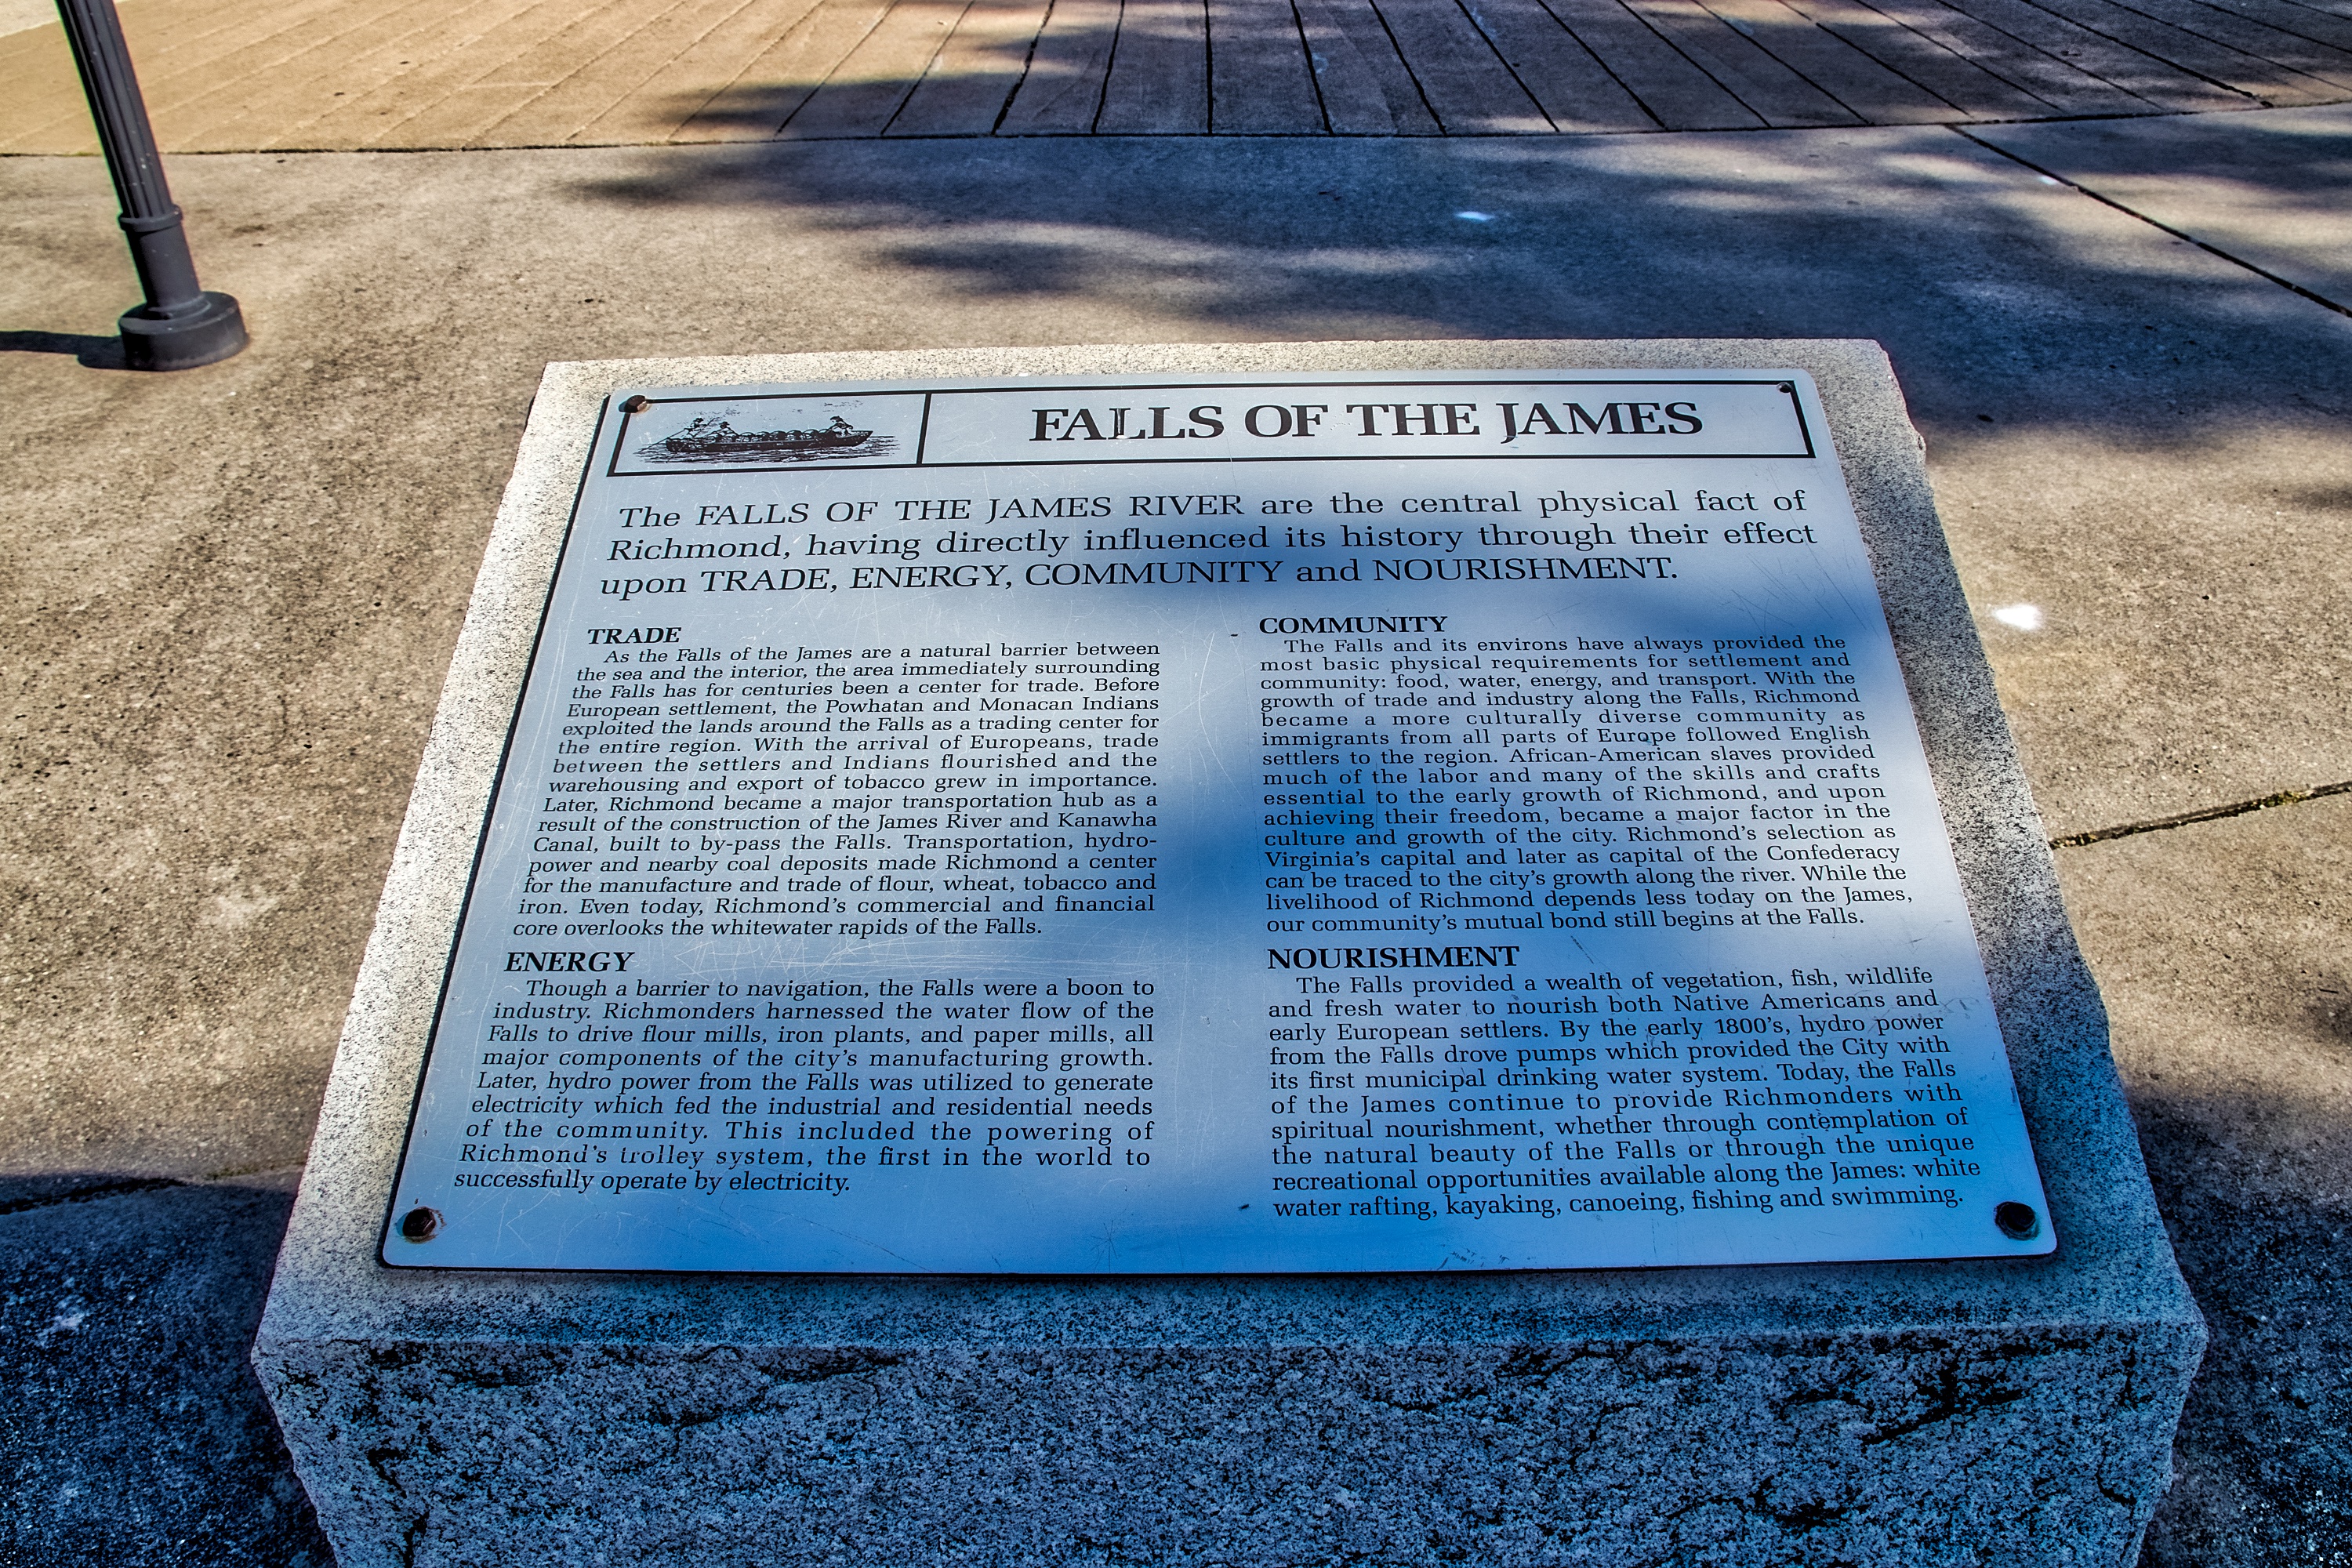 FALLS OF THE JAMES
The FALLS OF THE JAMES RIVER are the central physical fact of
Richmond, having directly influenced its history through their effect
upon TRADE, ENERGY, COMMUNITY and NOURISHMENT.
TRADE
As the Falls of the James are a natural barrier between
the sea and the interior, the area immediately surrounding
the Falls has for centuries been a center for trade. Before
European settlement, the Powhatan and Monacan Indians
exploited the lands around the Falls as a trading center for
the entire region. With the arrival of Europeans, trade
between the settlers and Indians flourished and the
warehousing and export of tobacco grew in importance.
Later, Richmond became a major transportation hub as a
result of the construction of the James River and Kanawha
Canal, built to by-pass the Falls. Transportation, hydro-
power and nearby coal deposits made Richmond a center
for the manufacture and trade of flour, wheat, tobacco and
iron. Even today, Richmond's commercial and financial
core overlooks the whitewater rapids of the Falls.
ENERGY
Though a barrier to navigation, the Falls were a boon to
industry. Richmonders harnessed the water flow of the
Falls to drive flour mills, iron plants, and paper mills, all
major components of the city's manufacturing growth.
Later, hydro power from the Falls was utilized to generate
electricity which fed the industrial and residential needs
of the community. This included the powering of
Richmond's trolley system, the first in the world to
successfully operate by electricity.
COMMUNITY
The Falls and its environs have always provided the
most basic physical requirements for settlement and
community: food, water, energy, and transport. With the
growth of trade and industry along the Falls, Richmond
became a more culturally diverse community as
immigrants from all parts of Europe followed English
settlers to the region. African-American slaves provided
much of the labor and many of the skills and crafts
essential to the early growth of Richmond, and upon
achieving their freedom, became a major factor in the
culture and growth of the city. Richmond's selection as
Virginia's capital and later as capital of the Confederacy
can be traced to the city's growth along the river. While the
livelihood of Richmond depends less today on the James,
our community's mutual bond still begins at the Falls.
NOURISHMENT
The Falls provided a wealth of vegetation, fish, wildlife
and fresh water to nourish both Native Americans and
early European settlers. By the early 1800's, hydro power
from the Falls drove pumps which provided the City with
its first municipal drinking water system. Today, the Falls
of the James continue to provide Richmonders with
spiritual nourishment, whether through contemplation of
the natural beauty of the Falls or through the unique
recreational opportunities available along the James: white
water rafting, kayaking, canoeing, fishing and swimming.